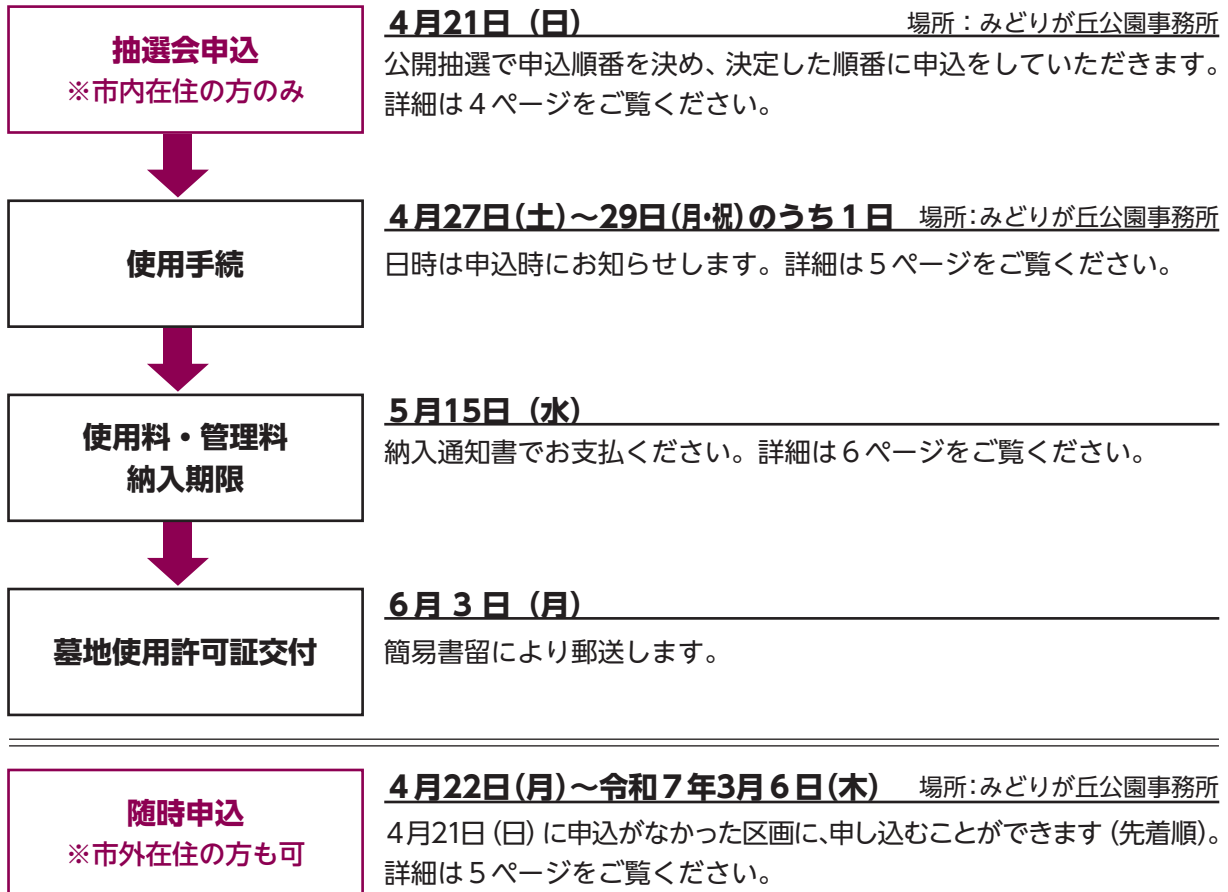 抽選会申込
※市内在住の方のみ
4月21日（日） 場所：みどりが丘公園事務所
公開抽選で申込順番を決め、決定した順番に申込をしていただきます。
詳細は４ページをご覧ください。
使用手続
4月27日（土）～29日（月・祝）のうち１日 場所：みどりが丘公園事務所
日時は申込時にお知らせします。詳細は５ページをご覧ください。
使用料・管理料
納入期限
5月15日（水）
納入通知書でお支払ください。詳細は６ページをご覧ください。
墓地使用許可証交付
6月３日（月）
簡易書留により郵送します。
随時申込
※市外在住の方も可
4月22日（月）～令和７年3月６日（木） 場所：みどりが丘公園事務所
4月21日（日）に申込がなかった区画に、申し込むことができます（先着順）。
詳細は５ページをご覧ください。